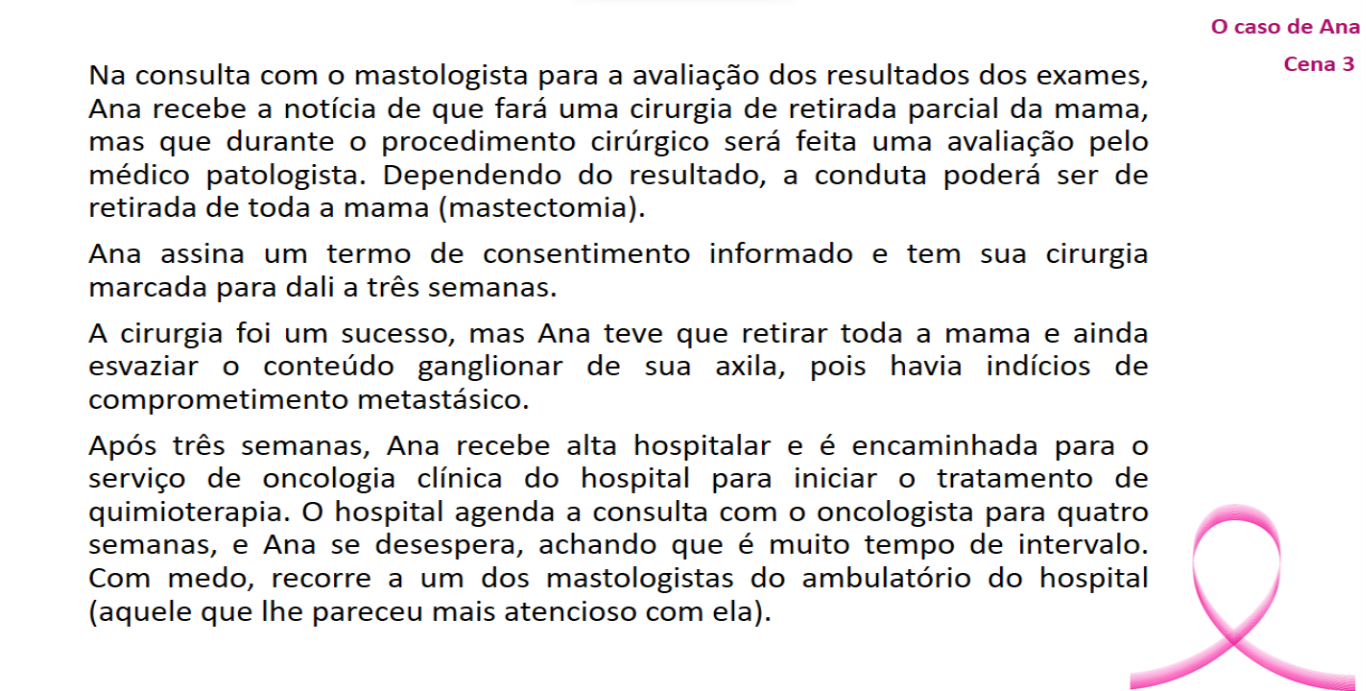 O caso de Ana
Cena 3
Na consulta com o mastologista para a avaliação dos resultados dos exames,
Ana recebe a notícia de que fará uma cirurgia de retirada parcial da mama,
mas que durante o procedimento cirúrgico será feita uma avaliação pelo
médico patologista. Dependendo do resultado, a conduta poderá ser de
retirada de toda a mama (mastectomia).
Ana assina um termo de consentimento informado e tem sua cirurgia
marcada para dali a três semanas.
A cirurgia foi um sucesso, mas Ana teve que retirar toda a mama e ainda
esvaziar o conteúdo ganglionar de sua axila, pois havia indícios de
comprometimento metastásico.
Após três semanas, Ana recebe alta hospitalar e é encaminhada para o
serviço de oncologia clínica do hospital para iniciar o tratamento de
quimioterapia. O hospital agenda a consulta com o oncologista para quatro
semanas, e Ana se desespera, achando que é muito tempo de intervalo.
Com medo, recorre a um dos mastologistas do ambulatório do hospital
(aquele que lhe pareceu mais atencioso com ela).